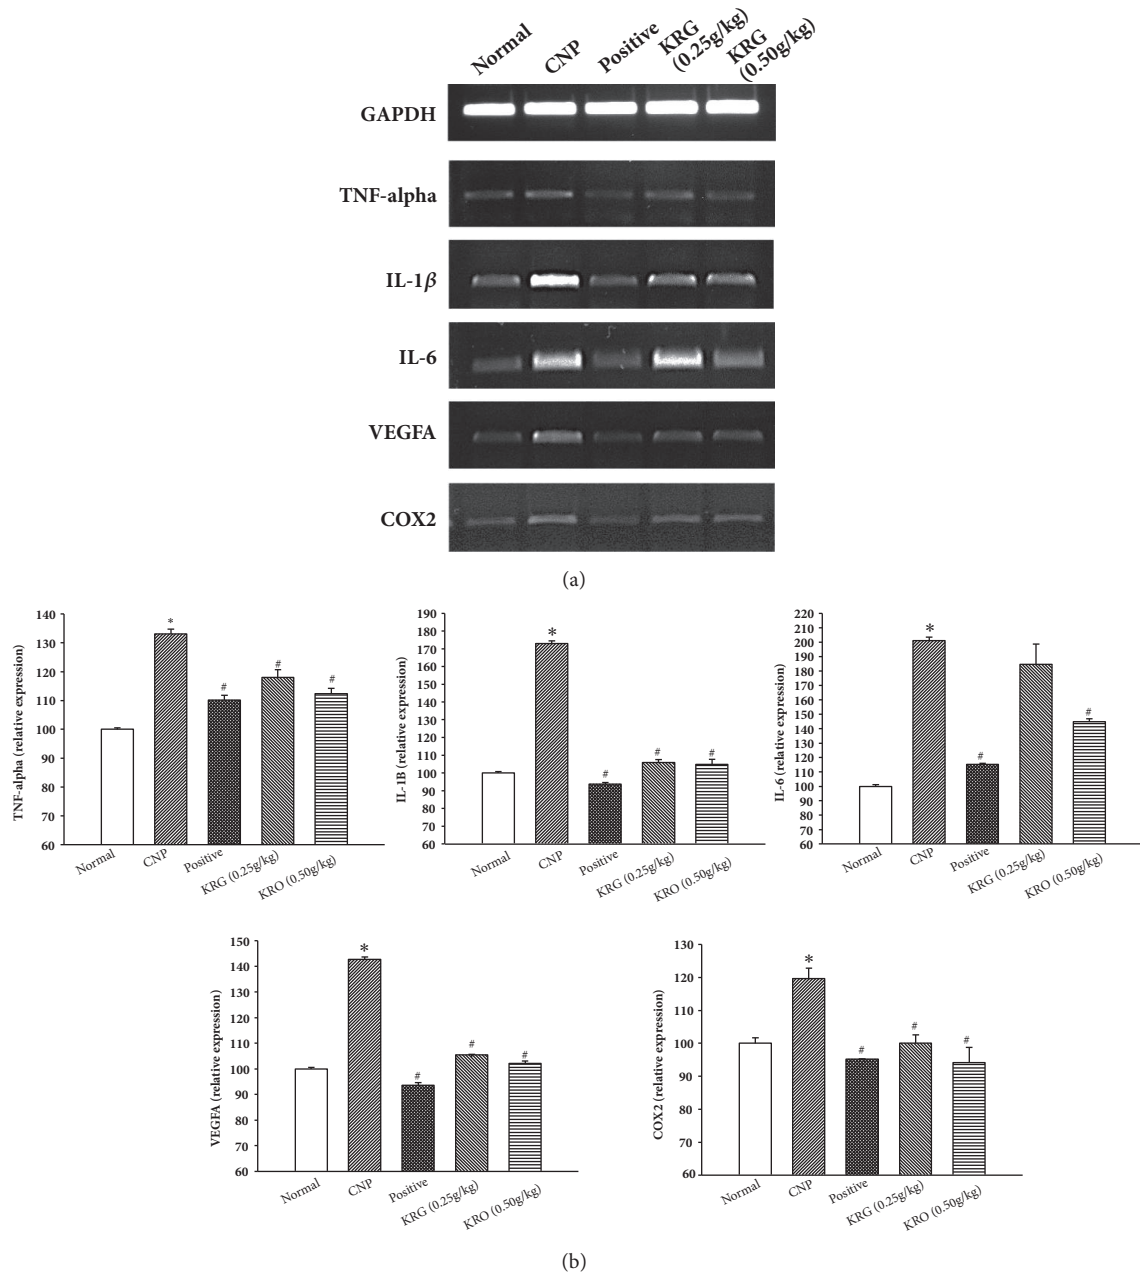 Normal
CNP
Positive
KRG
(0.25g/kg)
KRG
(0.50g/kg)
GAPDH
TNF-alpha
IL-1β
IL-6
VEGFA
COX2
(a)
TNF-alpha (relative expression)
140
130
120
110
100
90
80
70
60
*
#
#
#
Normal
CNP
Positive
KRG (0.25g/kg)
KRO (0.50g/kg)
IL-1B (relative expression)
190
180
170
160
150
140
130
120
110
100
90
80
70
60
*
#
#
#
Normal
CNP
Positive
KRG (0.25g/kg)
KRO (0.50g/kg)
IL-6 (relative expression)
220
210
200
190
180
170
160
150
140
130
120
110
100
90
80
70
60
*
#
#
Normal
CNP
Positive
KRG (0.25g/kg)
KRO (0.50g/kg)
VEGFA (relative expression)
150
140
130
120
110
100
90
80
70
60
*
#
#
#
Normal
CNP
Positive
KRG (0.25g/kg)
KRO (0.50g/kg)
COX2 (relative expression)
130
120
110
100
90
80
70
60
*
#
#
#
Normal
CNP
Positive
KRG (0.25g/kg)
KRO (0.50g/kg)
(b)